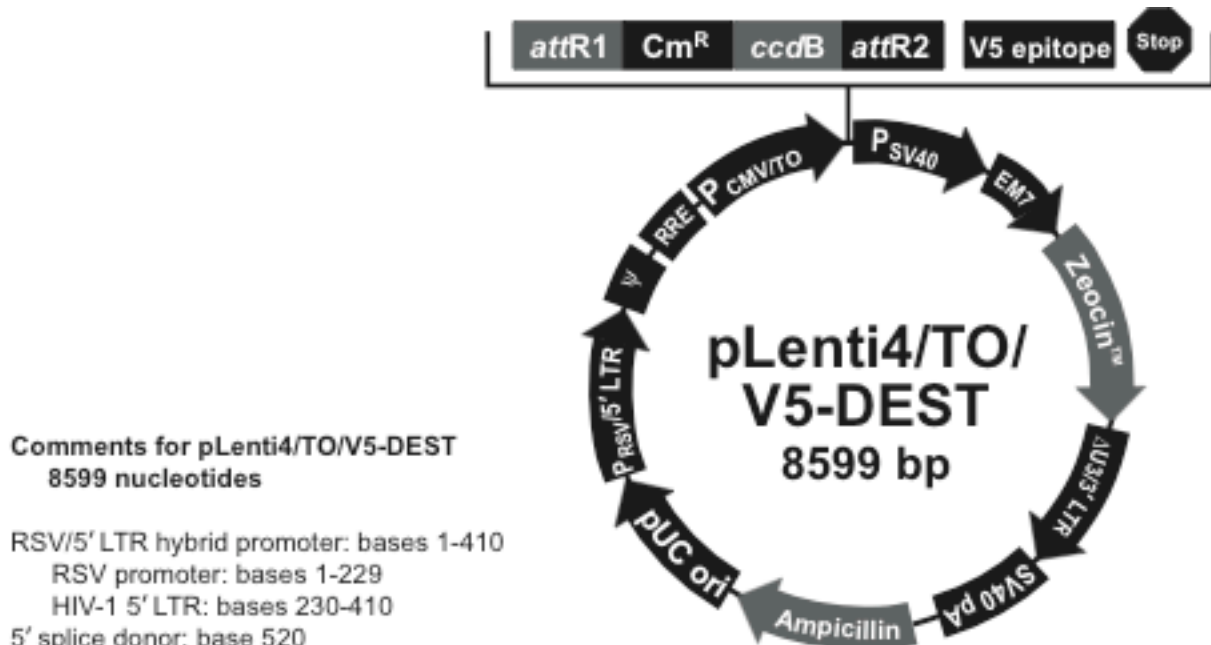 attR1 CmR ccdB attR2 V5 epitope Stop
PSV40
EM7
Zeocin™
ΔU3/3′ LTR
SV40 pA
Ampicillin
pUC ori
PRSV/5′ LTR
Ψ
RRE
PCMV/TO
pLenti4/TO/
V5-DEST
8599 bp
Comments for pLenti4/TO/V5-DEST
8599 nucleotides
RSV/5′ LTR hybrid promoter: bases 1-410
RSV promoter: bases 1-229
HIV-1 5′ LTR: bases 230-410
5′ splice donor: base 520